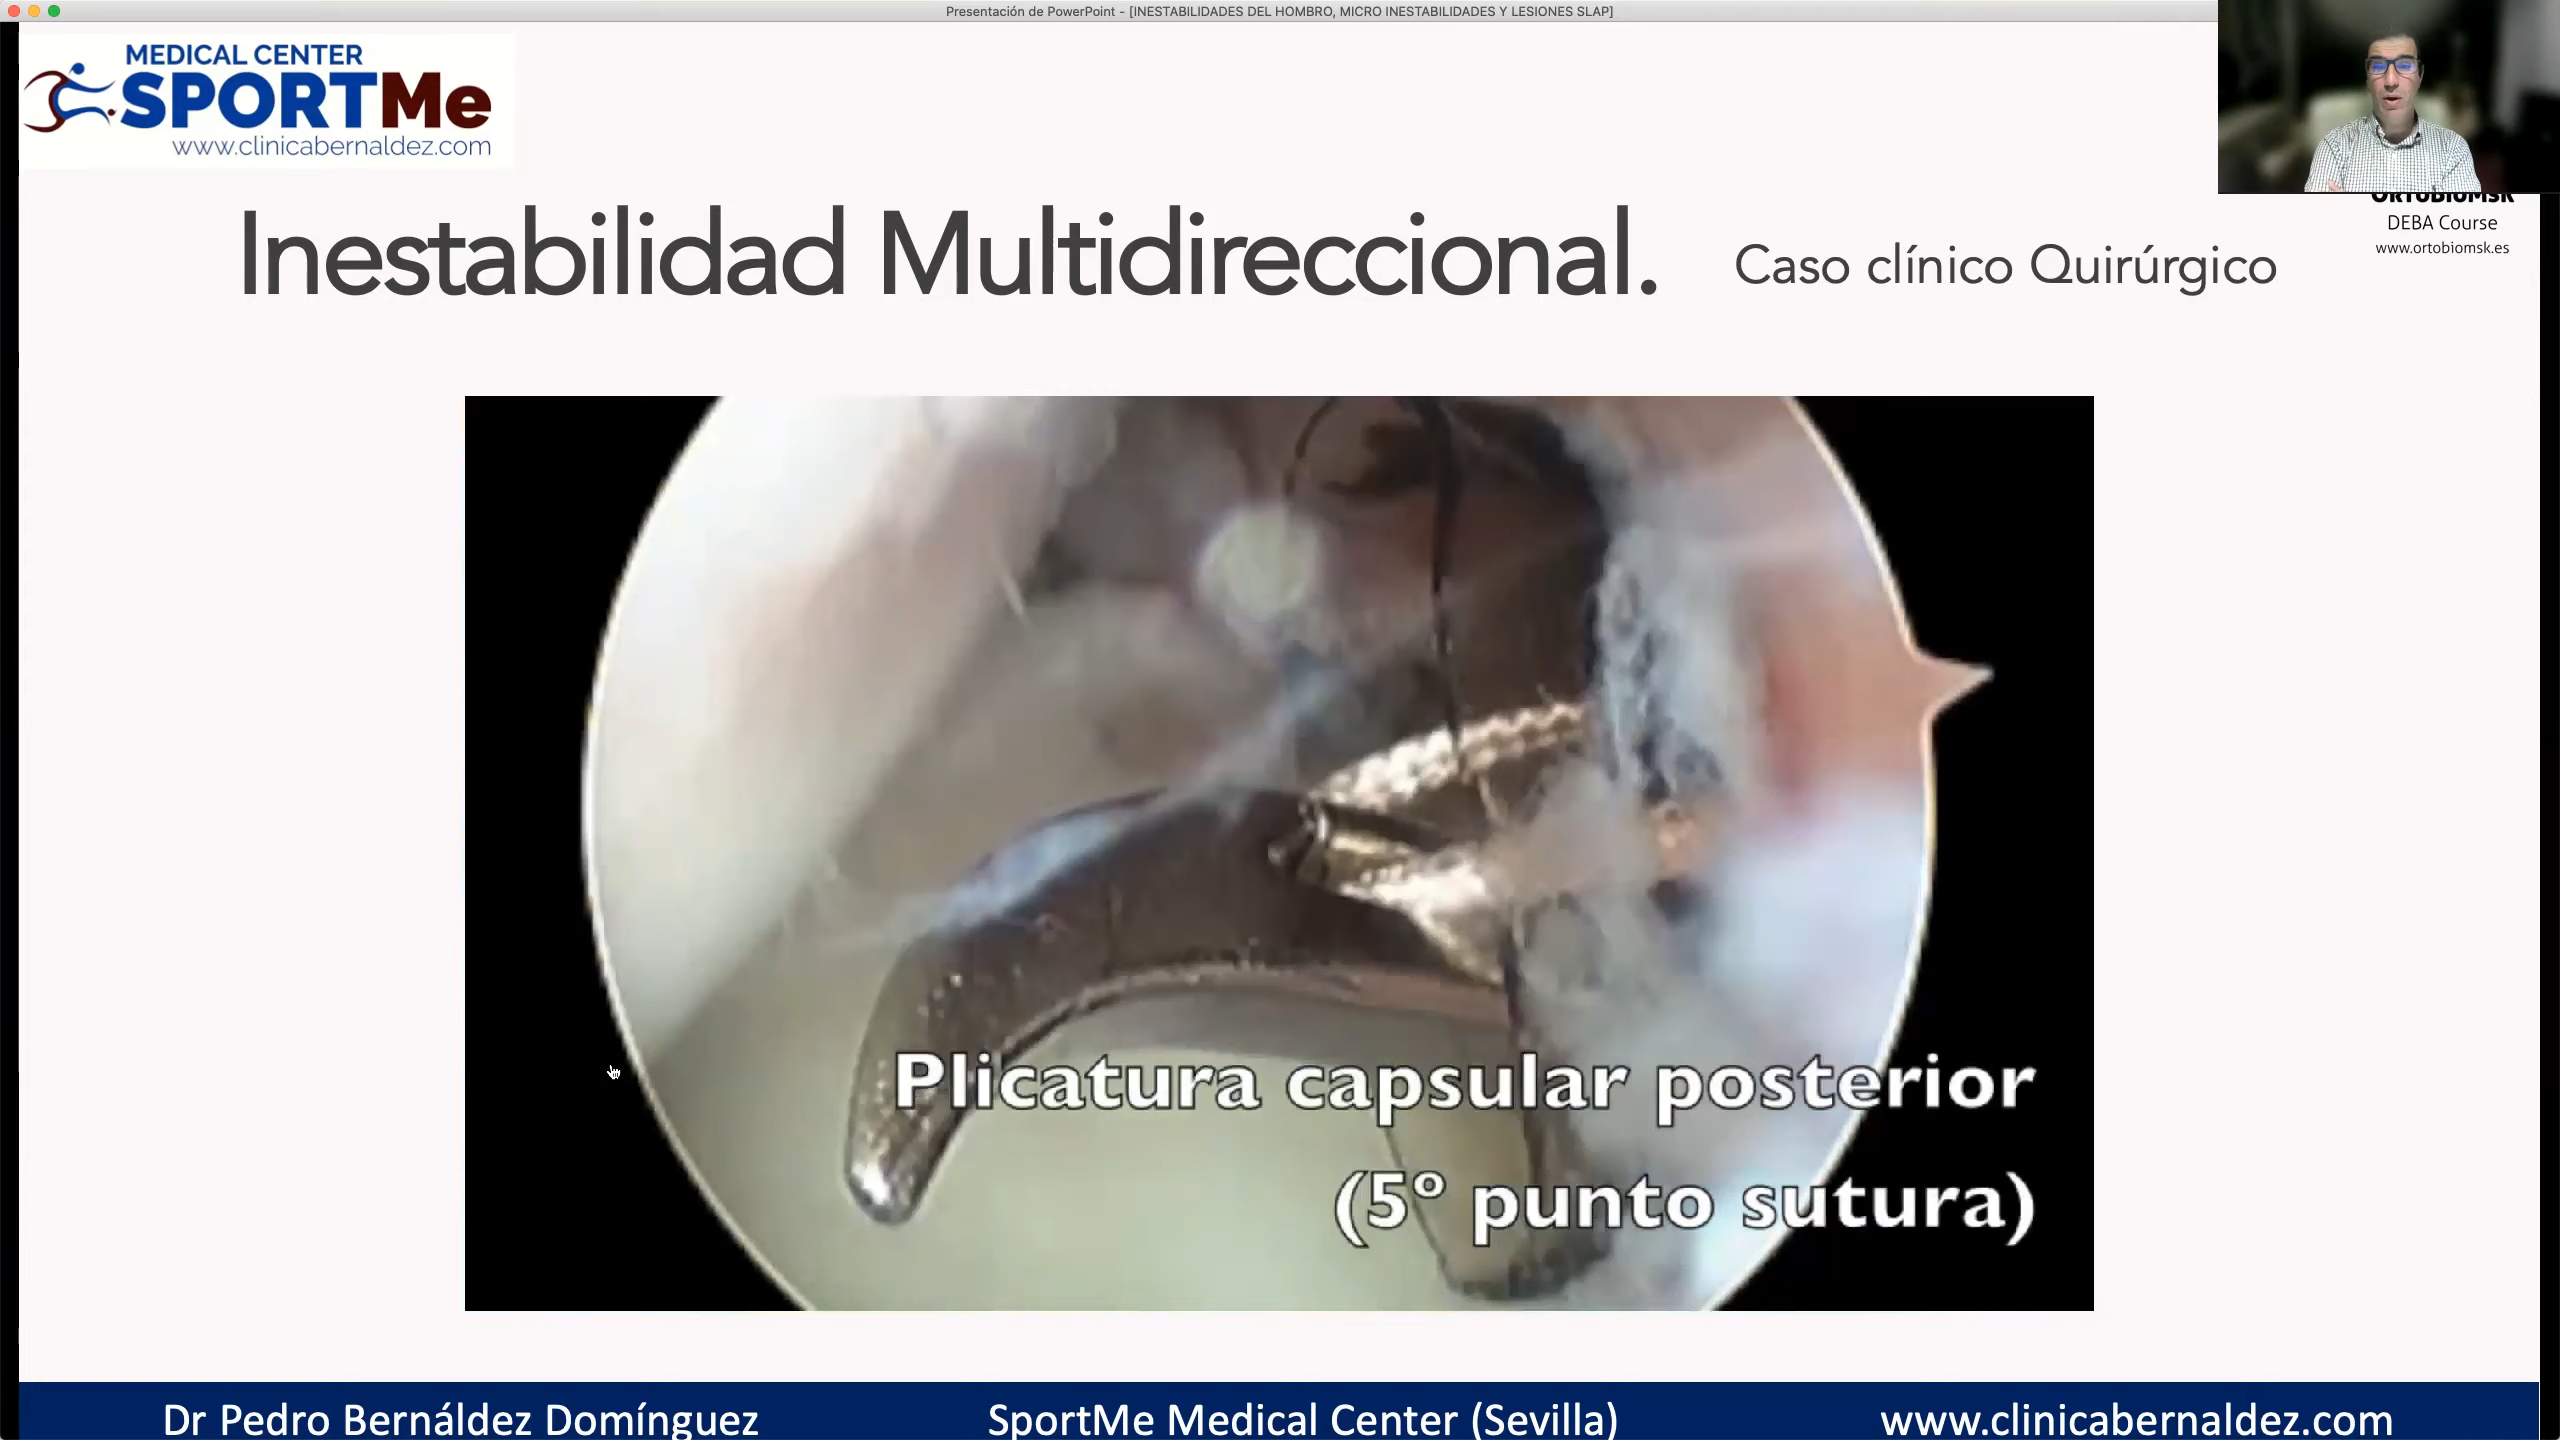 Presentación de PowerPoint - [INESTABILIDADES DEL HOMBRO, MICRO INESTABILIDADES Y LESIONES SLAP]
MEDICAL CENTER
SPORTMe
www.clinicabernaldez.com
OrtoBioMSK
DEBA Course
www.ortobiomsk.es
Inestabilidad Multidireccional. Caso clínico Quirúrgico
Plicatura capsular posterior
(5º punto sutura)
Dr Pedro Bernáldez Domínguez SportMe Medical Center (Sevilla) www.clinicabernaldez.com